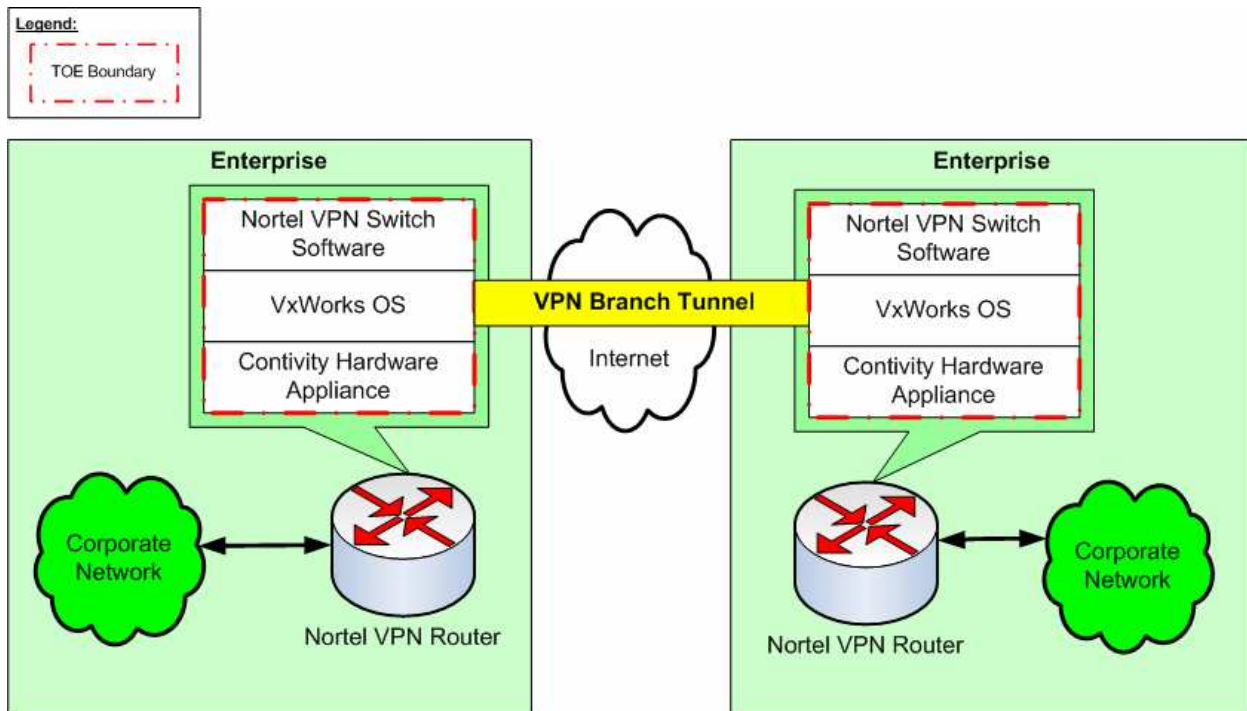 Legend:
TOE Boundary
Enterprise
Nortel VPN Switch
Software
VxWorks OS
Contivity Hardware
Appliance
Corporate
Network
Nortel VPN Router
VPN Branch Tunnel
Internet
Enterprise
Nortel VPN Switch
Software
VxWorks OS
Contivity Hardware
Appliance
Nortel VPN Router
Corporate
Network